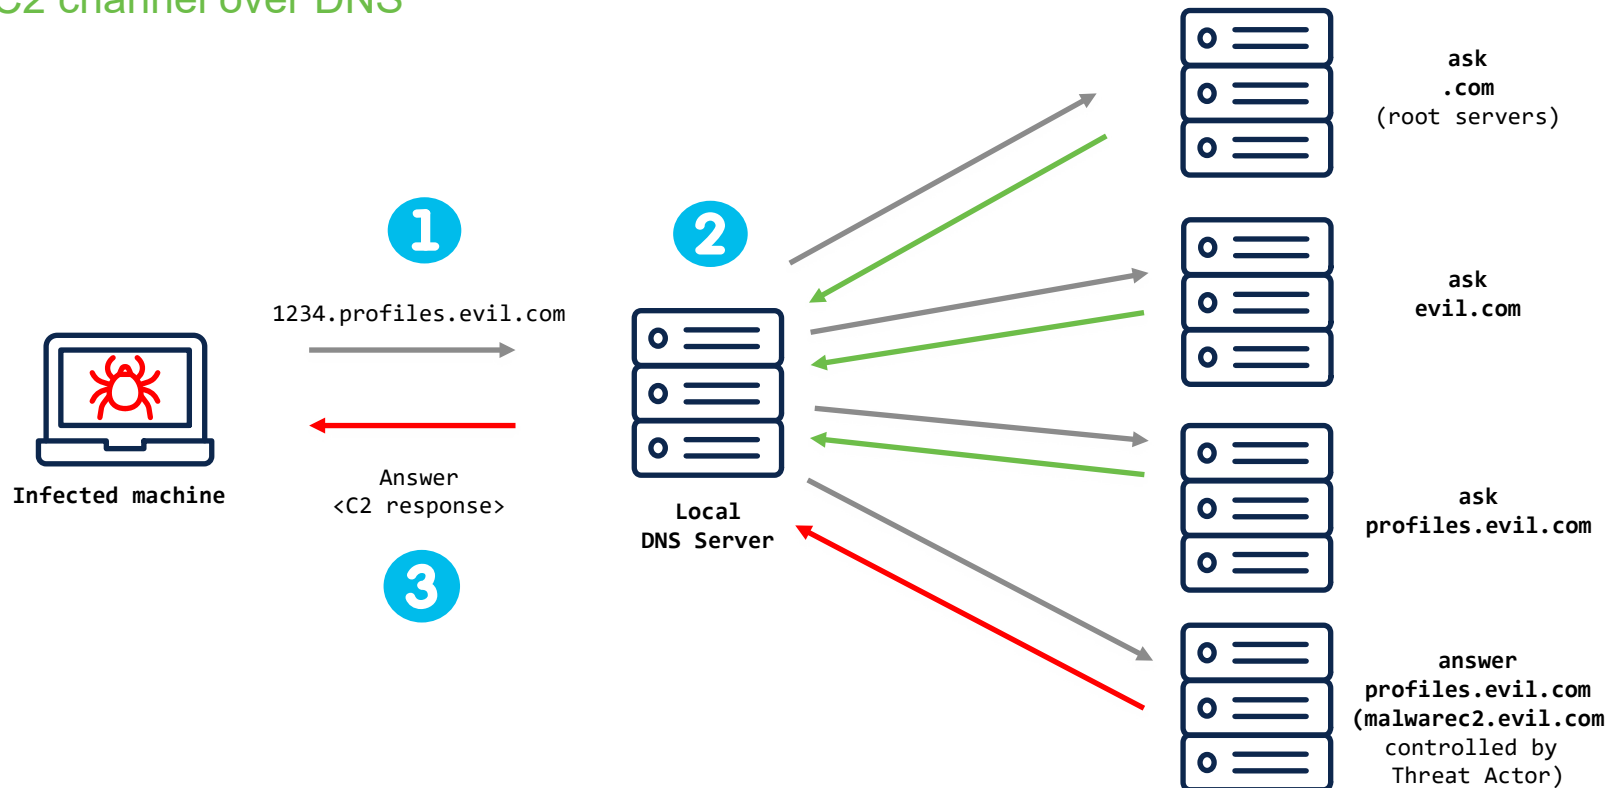 C2 channel over DNS
1
2
1234.profiles.evil.com
Infected machine
Answer
<C2 response>
3
Local
DNS Server
ask
.com
(root servers)
ask
evil.com
ask
profiles.evil.com
answer
profiles.evil.com
(malwarec2.evil.com
controlled by
Threat Actor)